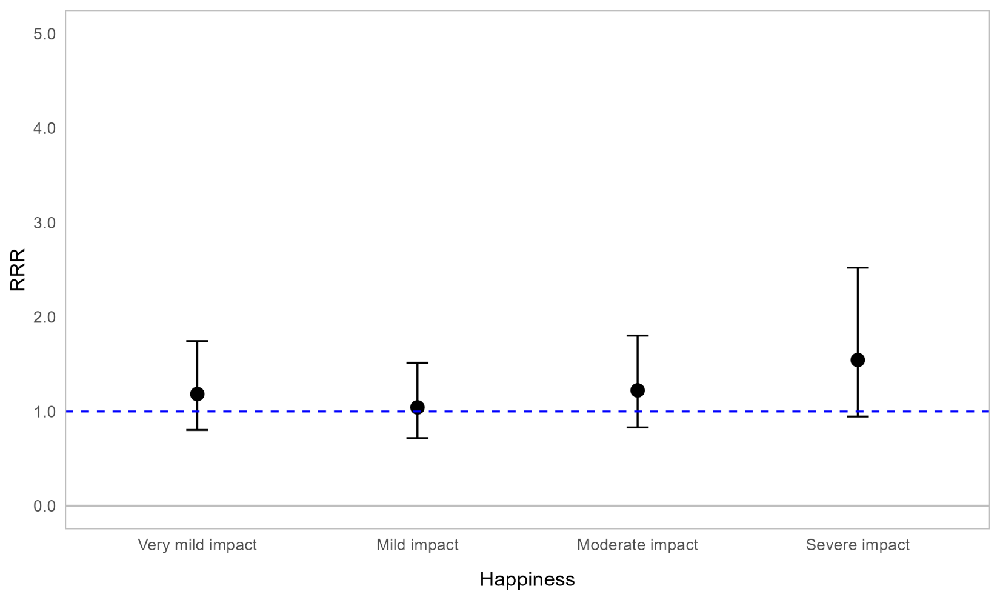 5.0
4.0
3.0
2.0
1.0
0.0
RRR
Very mild impact
Mild impact
Moderate impact
Severe impact
Happiness